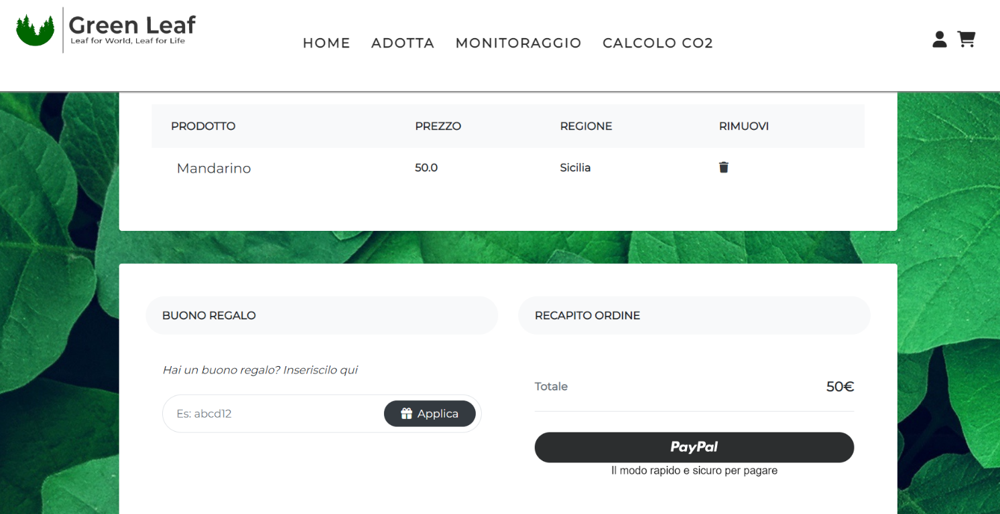 Green Leaf
Leaf for World, Leaf for Life
HOME ADOTTA MONITORAGGIO CALCOLO CO2
PRODOTTO PREZZO REGIONE RIMUOVI
Mandarino 50.0 Sicilia
BUONO REGALO
Hai un buono regalo? Inseriscilo qui
Es: abcd12 Applica
RECAPITO ORDINE
Totale 50€
PayPal
Il modo rapido e sicuro per pagare